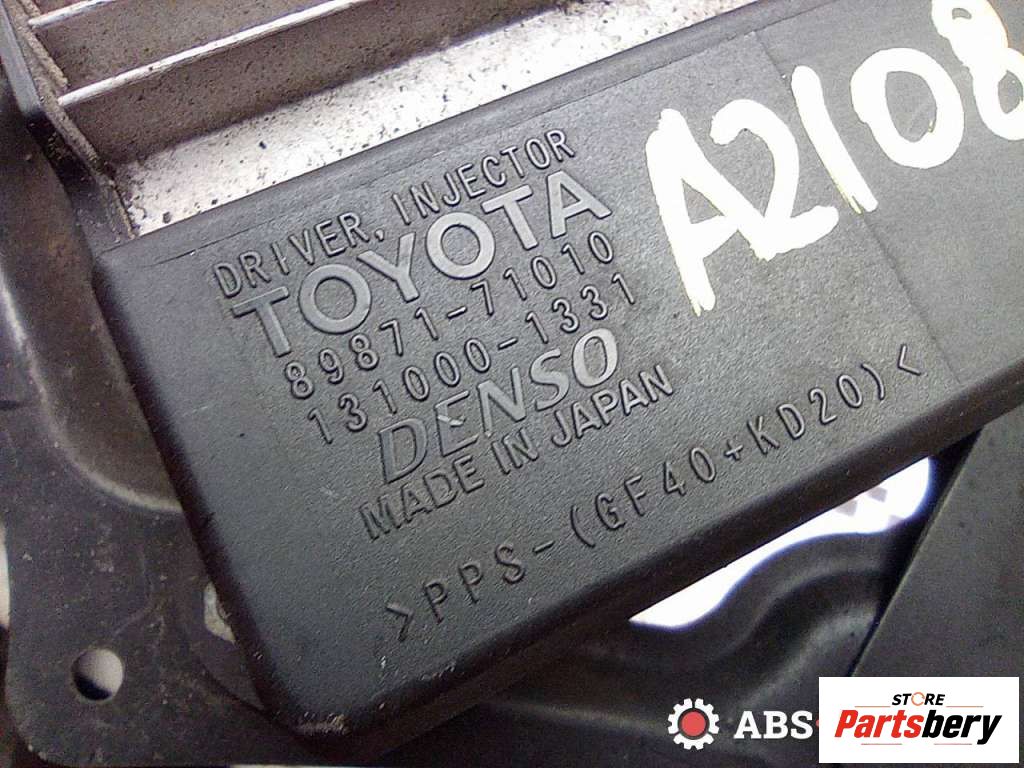 DRIVER, INJECTOR
TOYOTA
89871-71010
131000-1331
DENSO
MADE IN JAPAN
>PPS-(GF40+KD20)<
A2108
ABS-
STORE
Partsbery